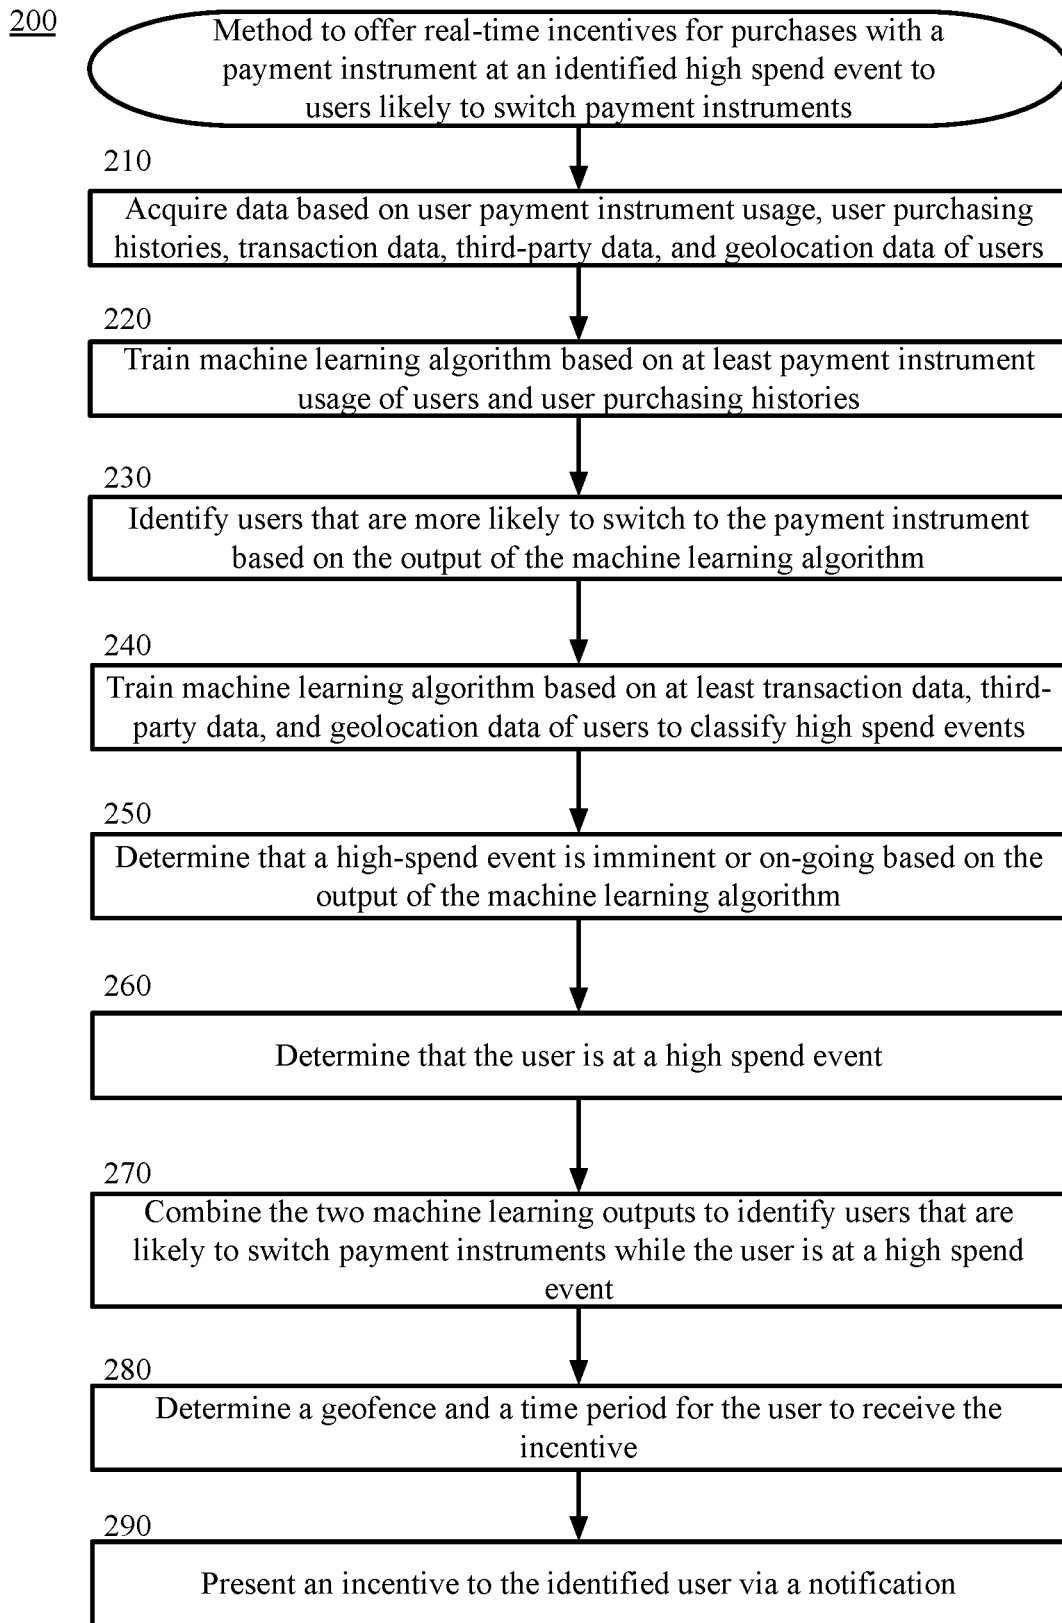 200
Method to offer real-time incentives for purchases with a
payment instrument at an identified high spend event to
users likely to switch payment instruments
210
Acquire data based on user payment instrument usage, user purchasing
histories, transaction data, third-party data, and geolocation data of users
220
Train machine learning algorithm based on at least payment instrument
usage of users and user purchasing histories
230
Identify users that are more likely to switch to the payment instrument
based on the output of the machine learning algorithm
240
Train machine learning algorithm based on at least transaction data, third-
party data, and geolocation data of users to classify high spend events
250
Determine that a high-spend event is imminent or on-going based on the
output of the machine learning algorithm
260
Determine that the user is at a high spend event
270
Combine the two machine learning outputs to identify users that are
likely to switch payment instruments while the user is at a high spend
event
280
Determine a geofence and a time period for the user to receive the
incentive
290
Present an incentive to the identified user via a notification